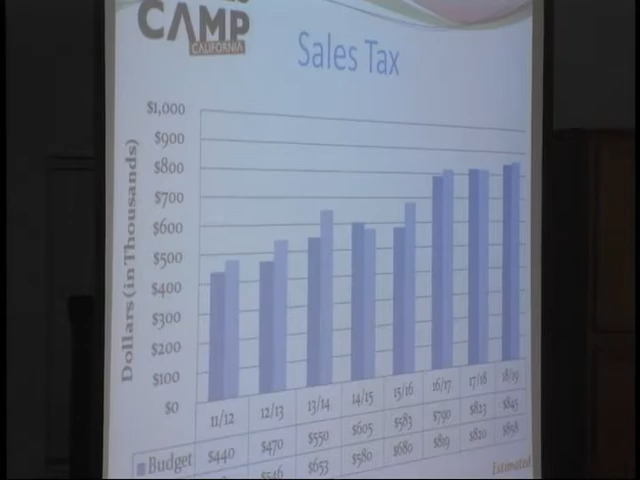 CAMP
CALIFORNIA
Sales Tax
Dollars (in Thousands)
$1,000
$900
$800
$700
$600
$500
$400
$300
$200
$100
$0
11/12 12/13 13/14 14/15 15/16 16/17 17/18 18/19
Budget $440 $470 $550 $605 $583 $790 $823 $845
$546 $653 $580 $680 $819 $820 $858
Estimated